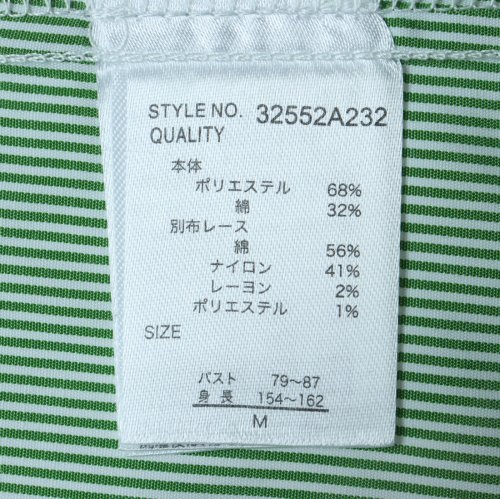 STYLE NO. 32552A232
QUALITY
本体
ポリエステル 68%
綿 32%
別布レース
綿 56%
ナイロン 41%
レーヨン 2%
ポリエステル 1%
SIZE
バスト 79～87
身長 154～162
M